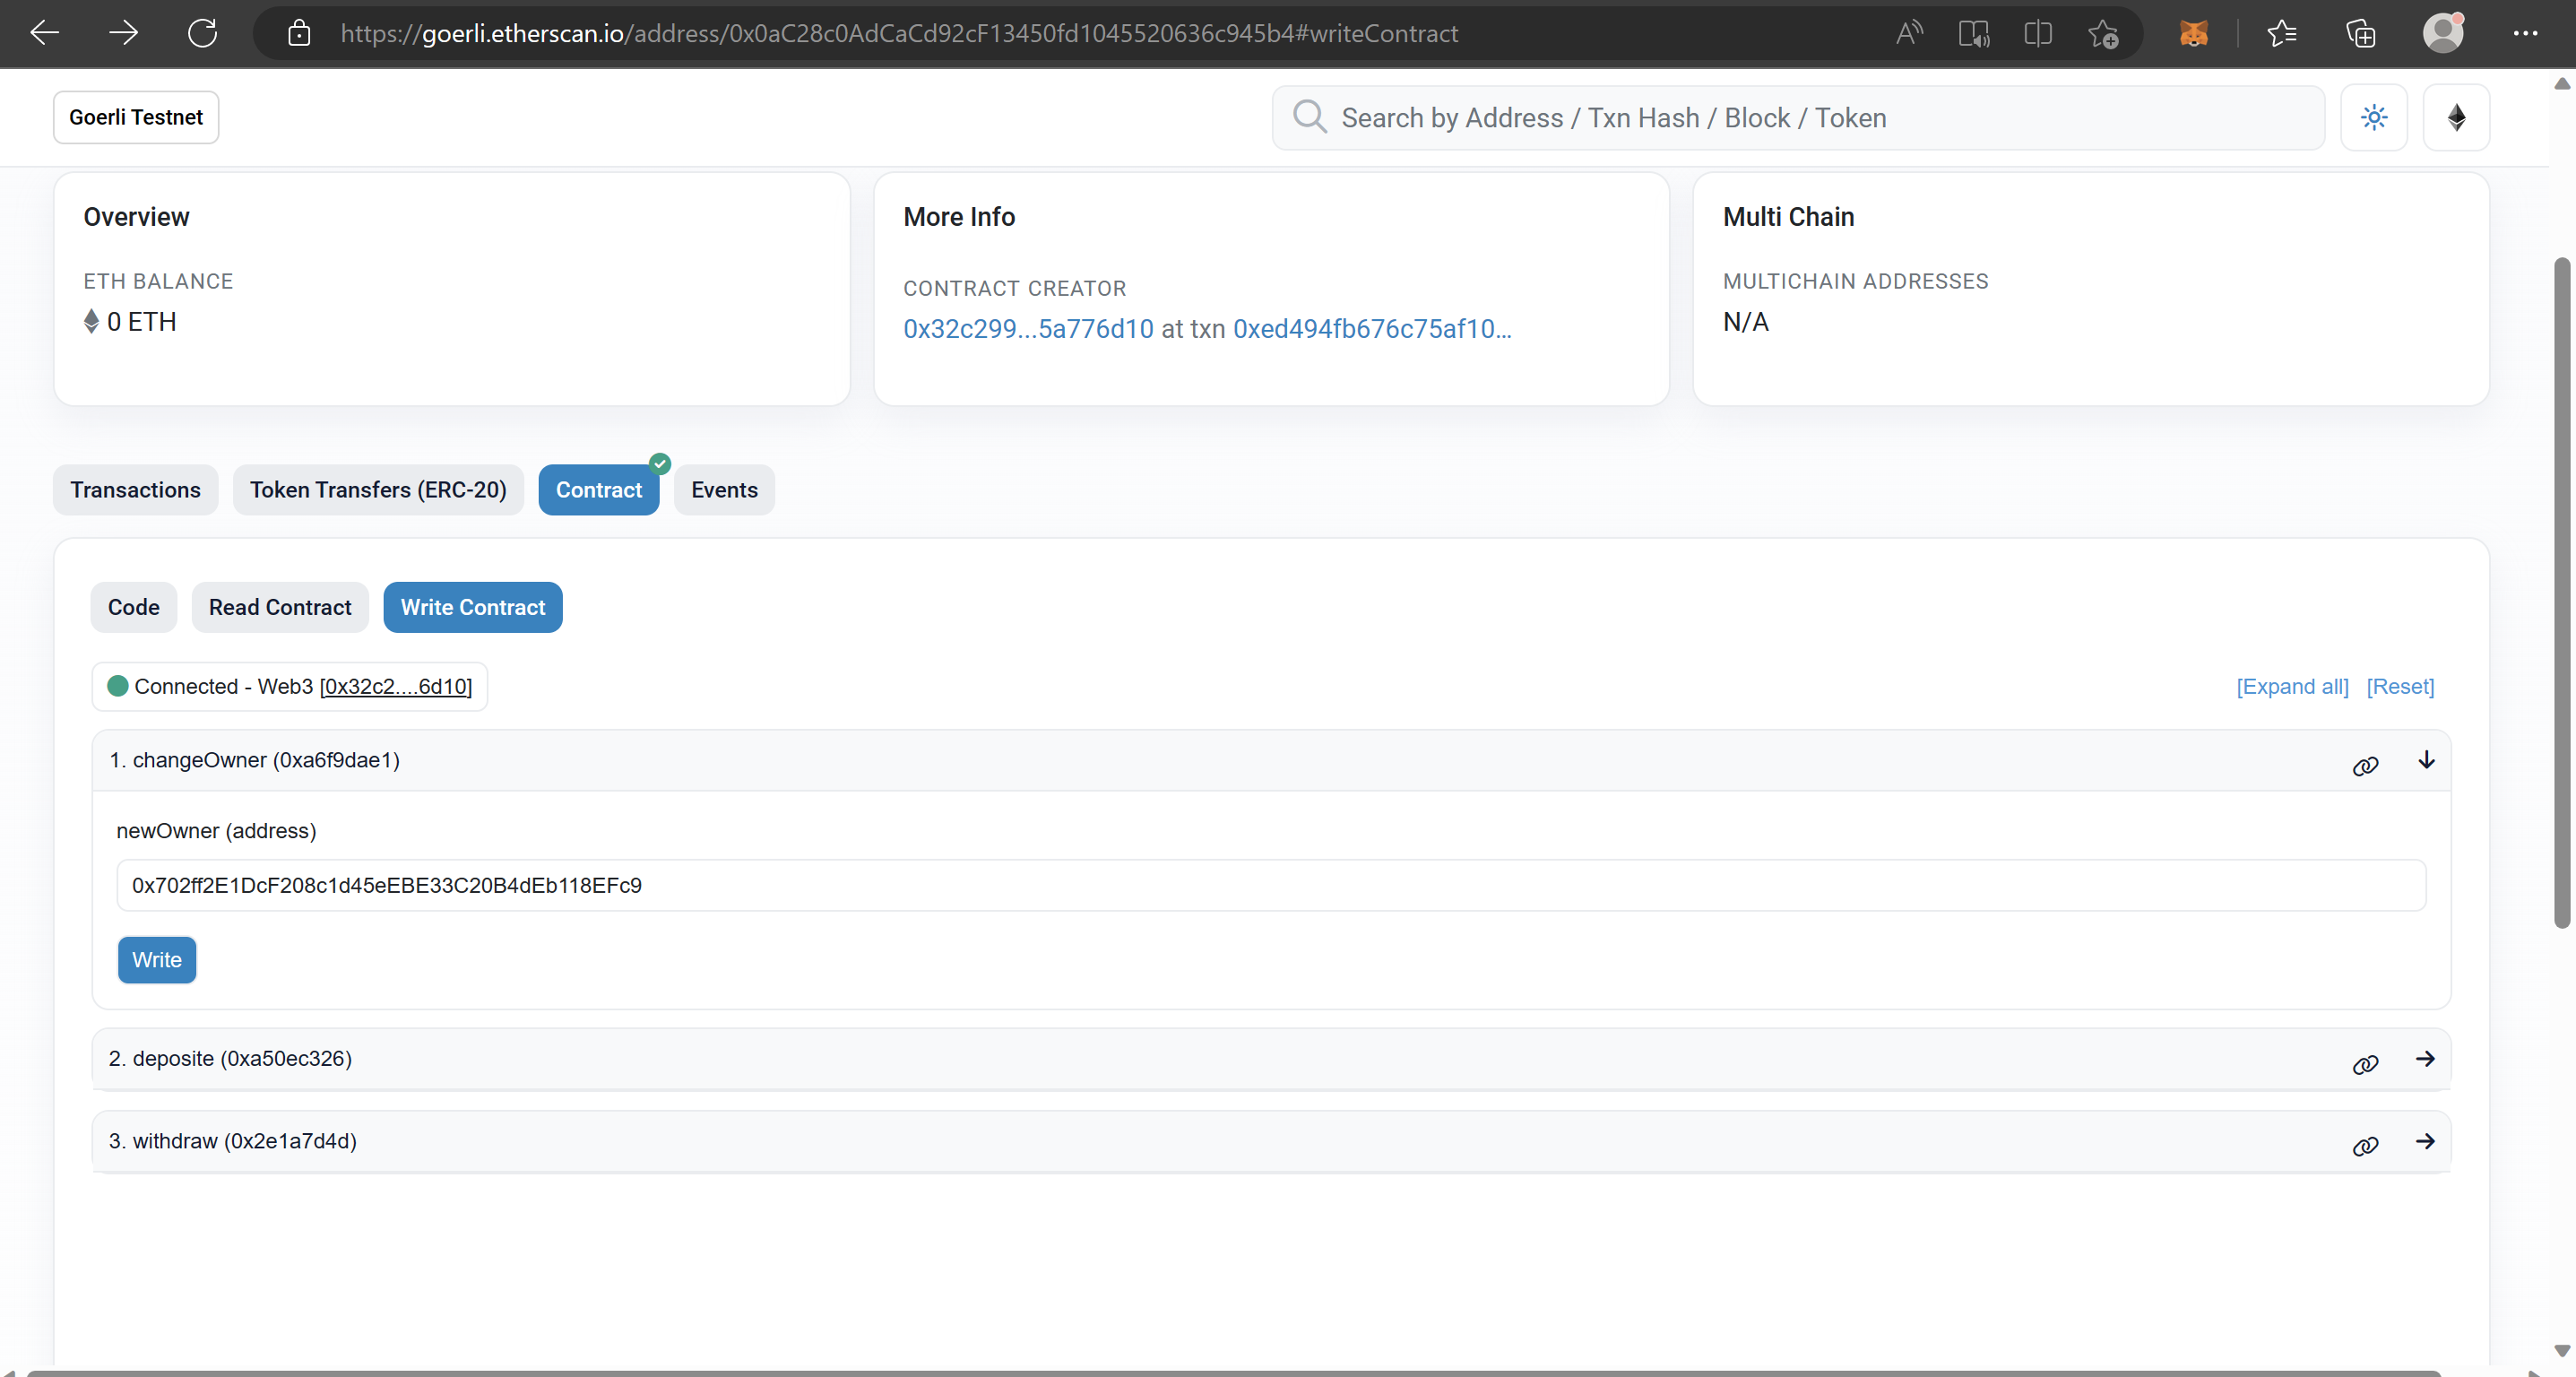 https://goerli.etherscan.io/address/0x0aC28c0AdCaCd92cF13450fd1045520636c945b4#writeContract
Goerli Testnet
Search by Address / Txn Hash / Block / Token
Overview
ETH BALANCE
0 ETH
More Info
CONTRACT CREATOR
0x32c299...5a776d10 at txn 0xed494fb676c75af10...
Multi Chain
MULTICHAIN ADDRESSES
N/A
Transactions
Token Transfers (ERC-20)
Contract
Events
Code
Read Contract
Write Contract
Connected - Web3 [0x32c2....6d10]
[Expand all] [Reset]
1. changeOwner (0xa6f9dae1)
newOwner (address)
0x702ff2E1DcF208c1d45eEBE33C20B4dEb118EFc9
Write
2. deposite (0xa50ec326)
3. withdraw (0x2e1a7d4d)